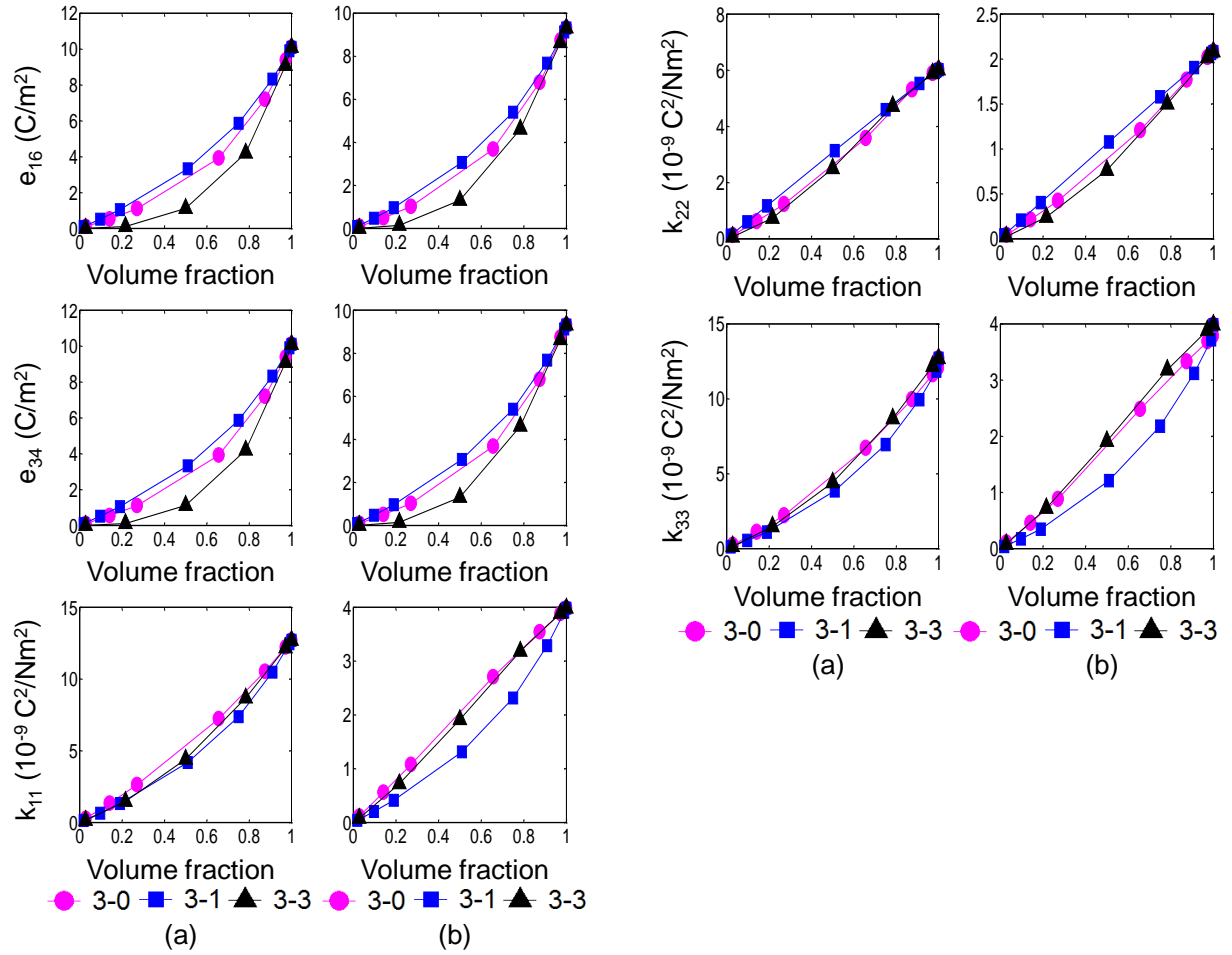 12
10
8
6
4
2
0
0 0.2 0.4 0.6 0.8 1
e16 (C/m2)
Volume fraction
10
8
6
4
2
0
0 0.2 0.4 0.6 0.8 1
Volume fraction
12
10
8
6
4
2
0
0 0.2 0.4 0.6 0.8 1
e34 (C/m2)
Volume fraction
10
8
6
4
2
0
0 0.2 0.4 0.6 0.8 1
Volume fraction
15
10
5
0
0 0.2 0.4 0.6 0.8 1
k11 (10-9 C2/Nm2)
Volume fraction
4
3
2
1
0
0 0.2 0.4 0.6 0.8 1
Volume fraction
3-0 3-1 3-3 3-0 3-1 3-3
(a) (b)
8
6
4
2
0
0 0.2 0.4 0.6 0.8 1
k22 (10-9 C2/Nm2)
Volume fraction
2.5
2
1.5
1
0.5
0
0 0.2 0.4 0.6 0.8 1
Volume fraction
15
10
5
0
0 0.2 0.4 0.6 0.8 1
k33 (10-9 C2/Nm2)
Volume fraction
4
3
2
1
0
0 0.2 0.4 0.6 0.8 1
Volume fraction
3-0 3-1 3-3 3-0 3-1 3-3
(a) (b)